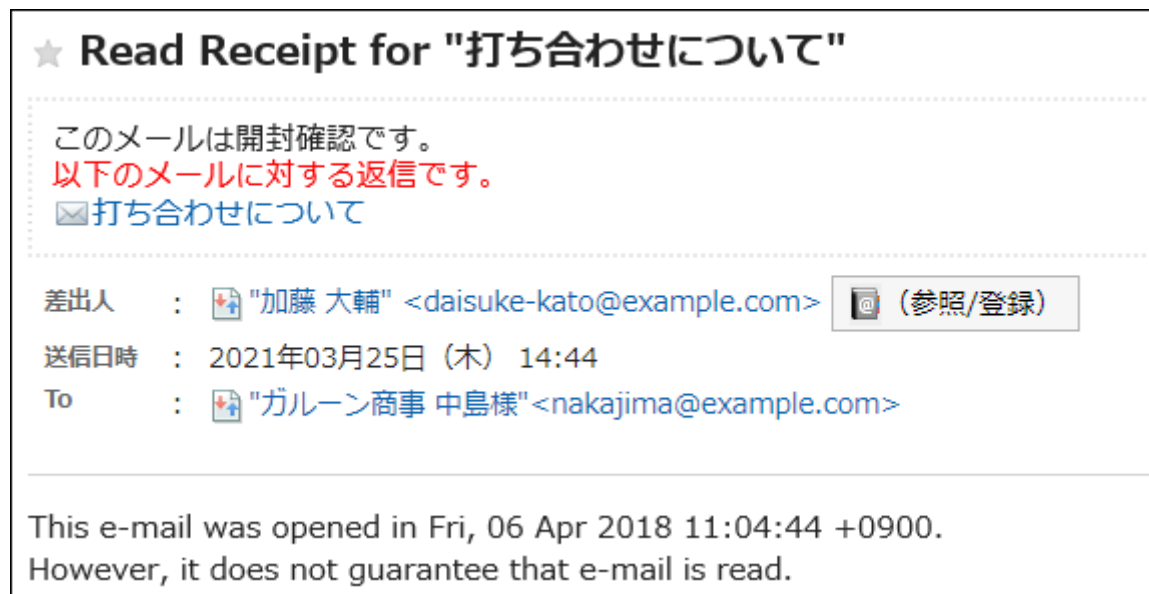 Read Receipt for "打ち合わせについて"
このメールは開封確認です。
以下のメールに対する返信です。
打ち合わせについて
差出人 : "加藤 大輔" <daisuke-kato@example.com> (参照/登録)
送信日時 : 2021年03月25日（木） 14:44
To : "ガルーン商事 中島様"<nakajima@example.com>
This e-mail was opened in Fri, 06 Apr 2018 11:04:44 +0900.
However, it does not guarantee that e-mail is read.